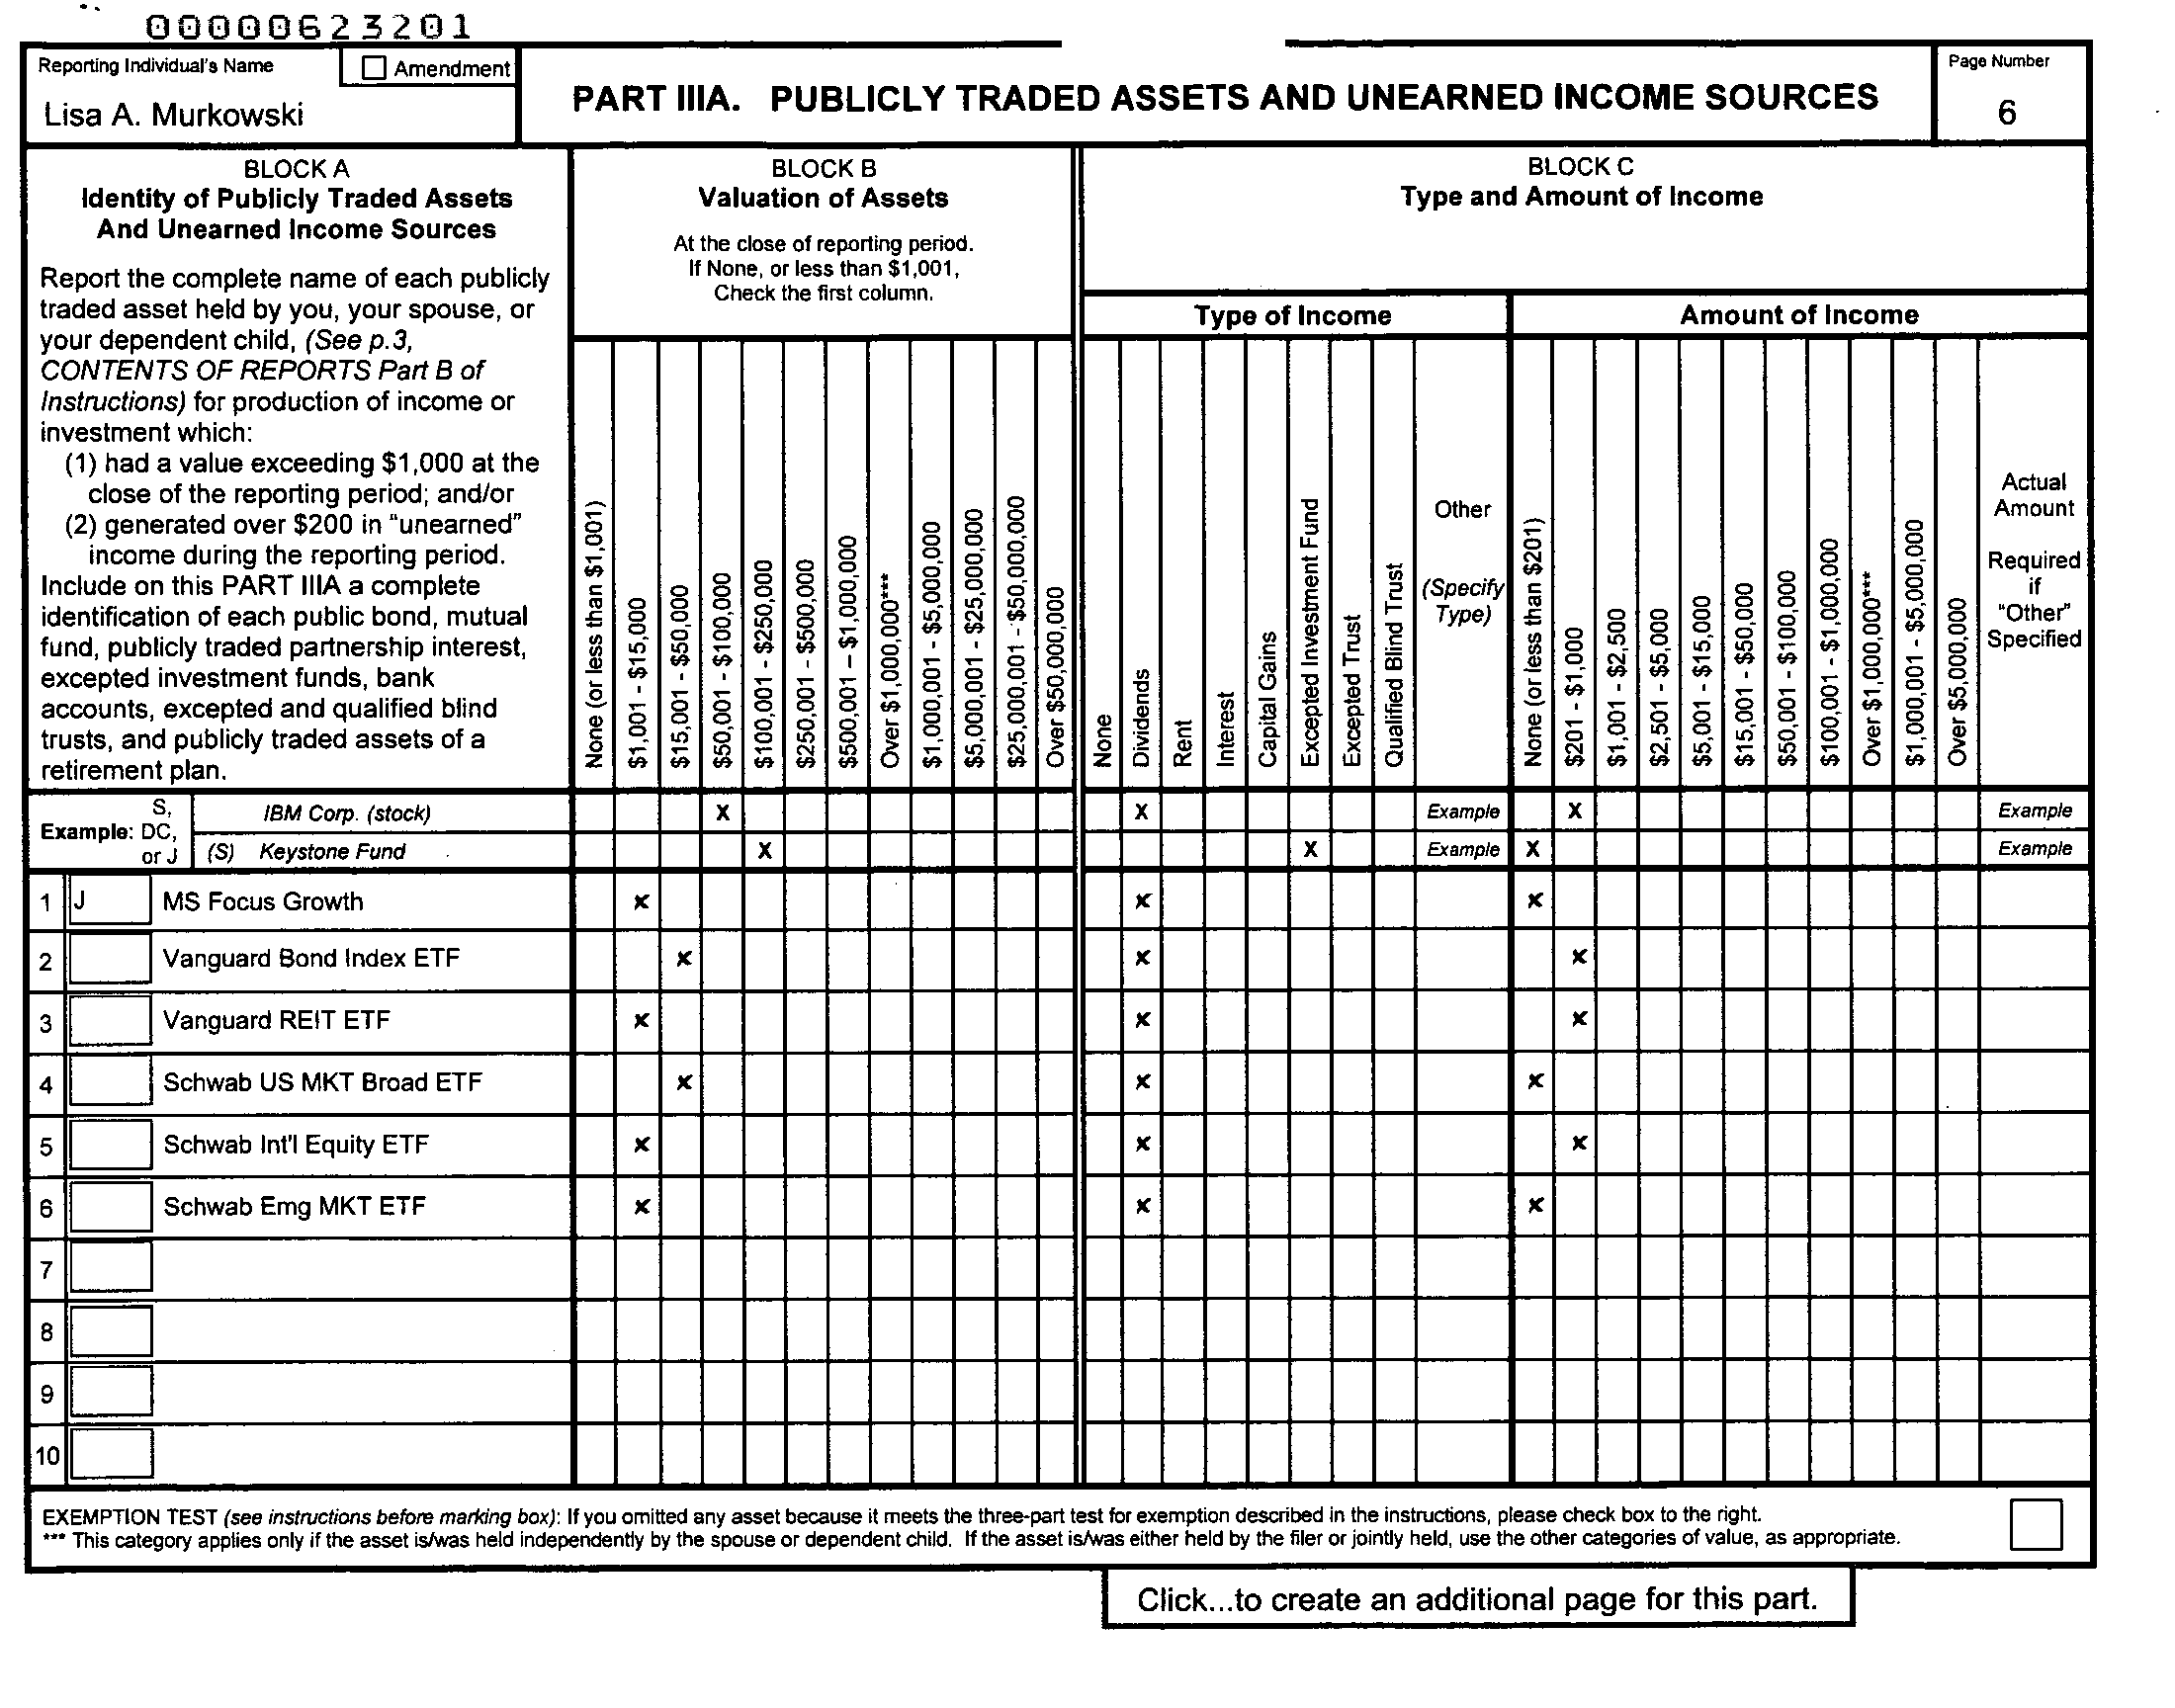 00000623201
Reporting Individual's Name
Amendment
Lisa A. Murkowski
PART IIIA. PUBLICLY TRADED ASSETS AND UNEARNED INCOME SOURCES
Page Number
6
BLOCK A
Identity of Publicly Traded Assets
And Unearned Income Sources
Report the complete name of each publicly
traded asset held by you, your spouse, or
your dependent child, (See p.3,
CONTENTS OF REPORTS Part B of
Instructions) for production of income or
investment which:
(1) had a value exceeding $1,000 at the
close of the reporting period; and/or
(2) generated over $200 in "unearned"
income during the reporting period.
Include on this PART IIIA a complete
identification of each public bond, mutual
fund, publicly traded partnership interest,
excepted investment funds, bank
accounts, excepted and qualified blind
trusts, and publicly traded assets of a
retirement plan.
BLOCK B
Valuation of Assets
At the close of reporting period.
If None, or less than $1,001,
Check the first column.
None (or less than $1,001)
$1,001 - $15,000
$15,001 - $50,000
$50,001 - $100,000
$100,001 - $250,000
$250,001 - $500,000
$500,001 – $1,000,000
Over $1,000,000***
$1,000,001 - $5,000,000
$5,000,001 - $25,000,000
$25,000,001 - $50,000,000
Over $50,000,000
BLOCK C
Type and Amount of Income
Type of Income
None
Dividends
Rent
Interest
Capital Gains
Excepted Investment Fund
Excepted Trust
Qualified Blind Trust
Other
(Specify
Type)
Amount of Income
None (or less than $201)
$201 - $1,000
$1,001 - $2,500
$2,501 - $5,000
$5,001 - $15,000
$15,001 - $50,000
$50,001 - $100,000
$100,001 - $1,000,000
Over $1,000,000***
$1,000,001 - $5,000,000
Over $5,000,000
Actual
Amount
Required
if
"Other"
Specified
Example:
S,
DC,
or J
IBM Corp. (stock) X X Example X Example
(S) Keystone Fund X X Example X Example
1 J MS Focus Growth x x x
2 Vanguard Bond Index ETF x x x
3 Vanguard REIT ETF x x x
4 Schwab US MKT Broad ETF x x x
5 Schwab Int'l Equity ETF x x x
6 Schwab Emg MKT ETF x x x
7
8
9
10
EXEMPTION TEST (see instructions before marking box): If you omitted any asset because it meets the three-part test for exemption described in the instructions, please check box to the right.
*** This category applies only if the asset is/was held independently by the spouse or dependent child. If the asset is/was either held by the filer or jointly held, use the other categories of value, as appropriate.
Click...to create an additional page for this part.